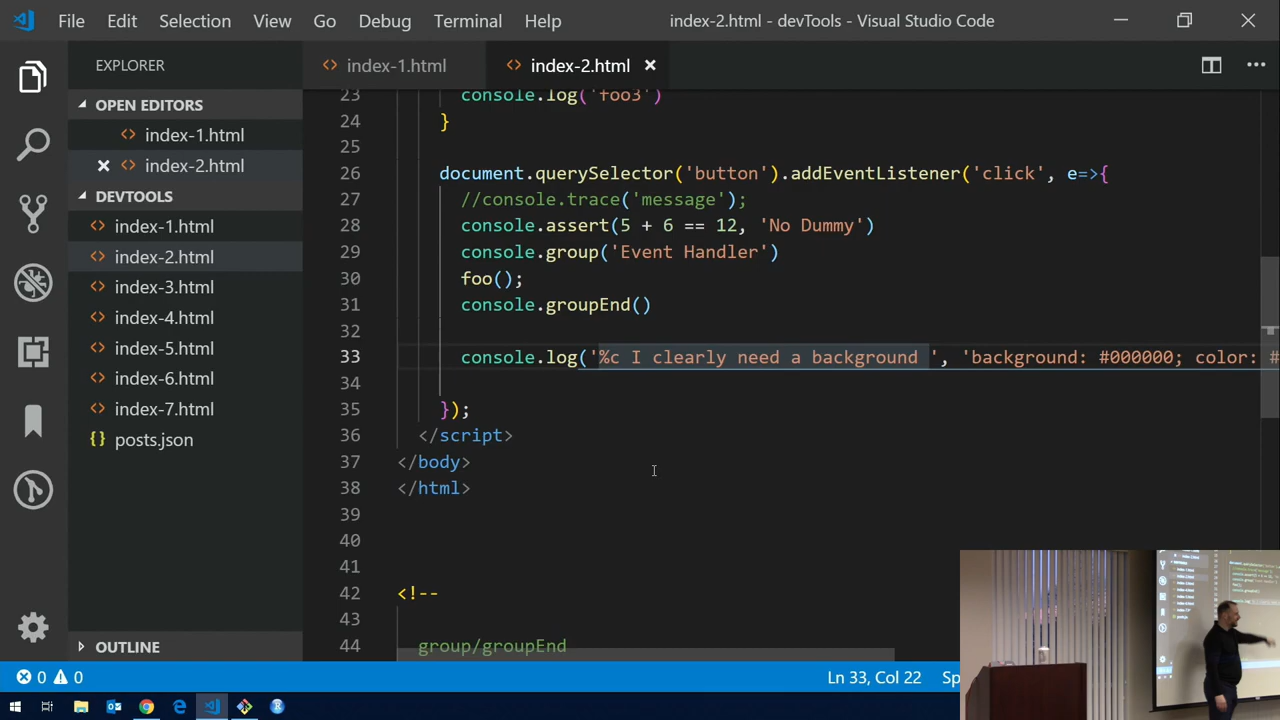 File Edit Selection View Go Debug Terminal Help
index-2.html - devTools - Visual Studio Code
EXPLORER
OPEN EDITORS
index-1.html
index-2.html
DEVTOOLS
index-1.html
index-2.html
index-3.html
index-4.html
index-5.html
index-6.html
index-7.html
posts.json
OUTLINE
index-1.html
index-2.html
23 console.log('foo3')
24 }
25
26 document.querySelector('button').addEventListener('click', e=>{
27 //console.trace('message');
28 console.assert(5 + 6 == 12, 'No Dummy')
29 console.group('Event Handler')
30 foo();
31 console.groupEnd()
32
33 console.log('%c I clearly need a background ', 'background: #000000; color: #
34
35 });
36 </script>
37 </body>
38 </html>
39
40
41
42 <!--
43
44 group/groupEnd
0 0
Ln 33, Col 22